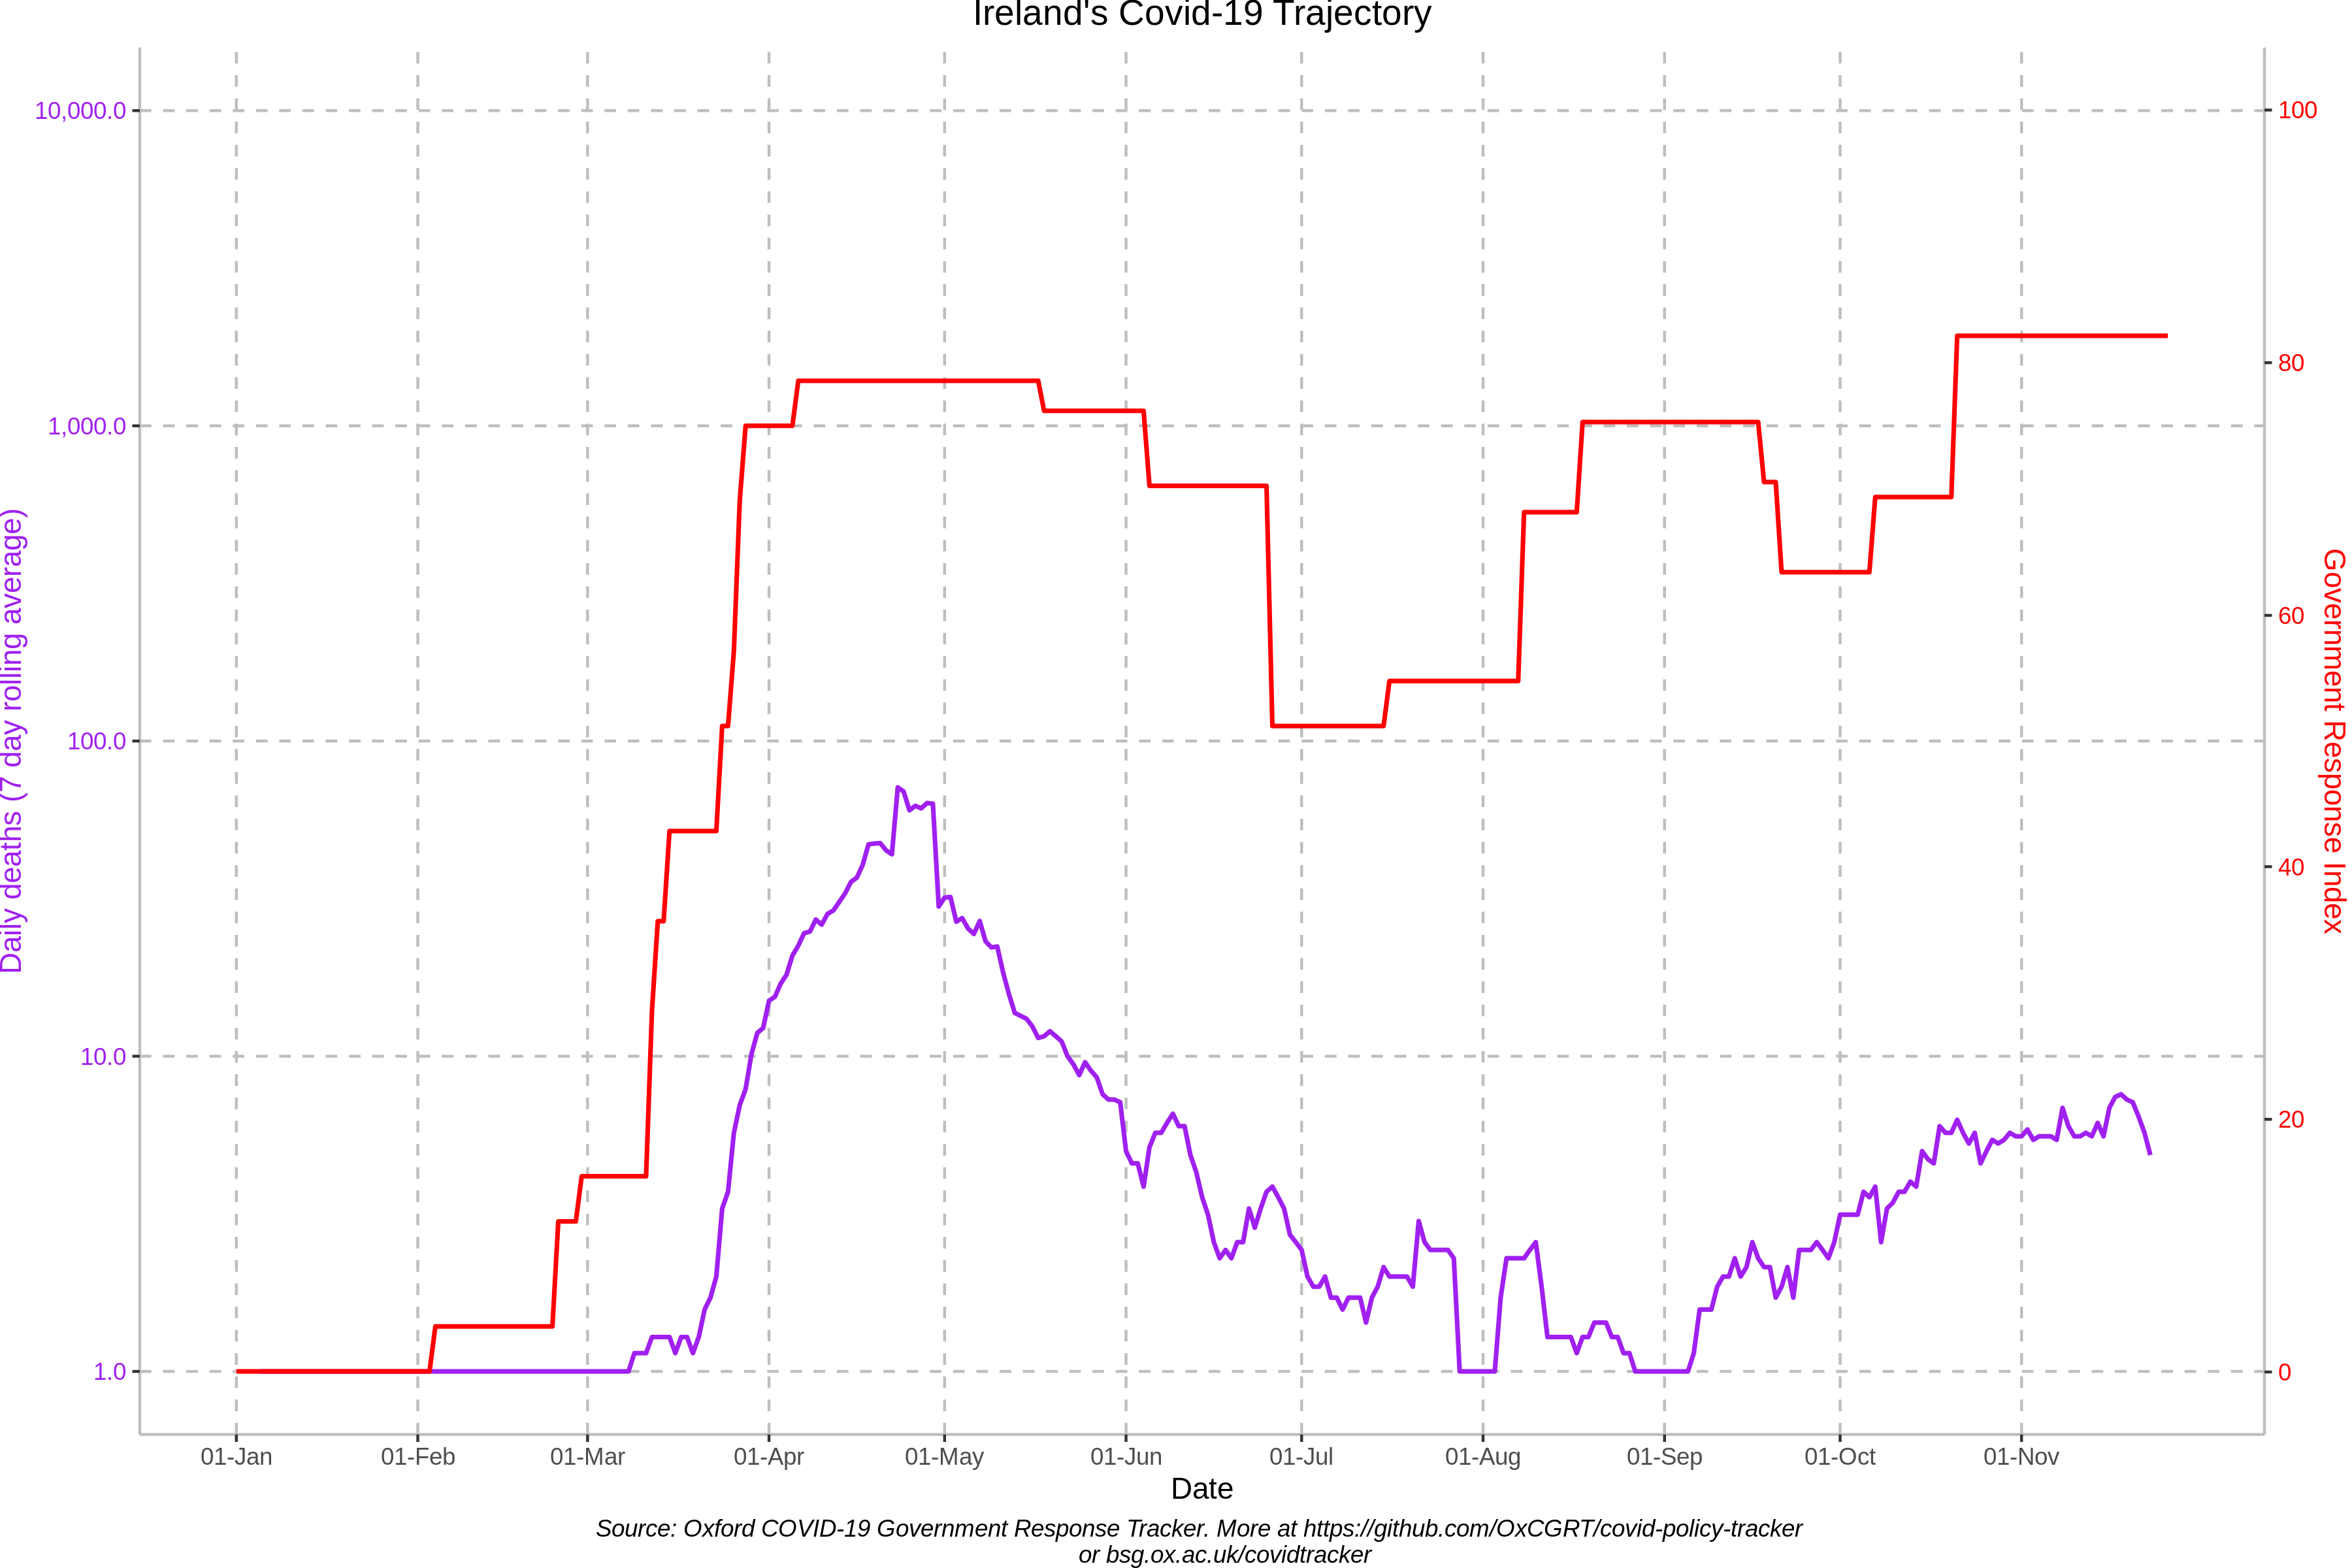 Ireland's Covid-19 Trajectory
10,000.0
1,000.0
100.0
10.0
1.0
Daily deaths (7 day rolling average)
100
80
60
40
20
0
Government Response Index
01-Jan
01-Feb
01-Mar
01-Apr
01-May
01-Jun
01-Jul
01-Aug
01-Sep
01-Oct
01-Nov
Date
Source: Oxford COVID-19 Government Response Tracker. More at https://github.com/OxCGRT/covid-policy-tracker
or bsg.ox.ac.uk/covidtracker